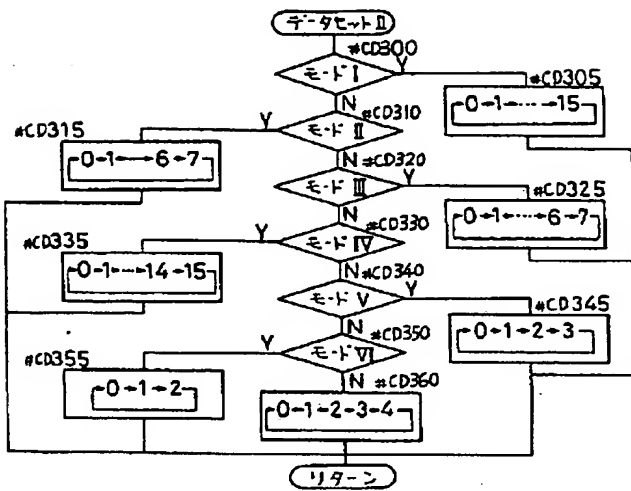 データセットⅡ
#CD300
モードⅠ
Y
#CD305
0→1→‥‥→15
N
#CD310
モードⅡ
Y
#CD315
0→1→→6→7
N
#CD320
モードⅢ
Y
#CD325
0→1→‥‥→6→7
N
#CD330
モードⅣ
Y
#CD335
0→1→‥‥→14→15
N
#CD340
モードⅤ
Y
#CD345
0→1→2→3
N
#CD350
モードⅥ
Y
#CD355
0→1→2
N
#CD360
0→1→2→3→4
リターン